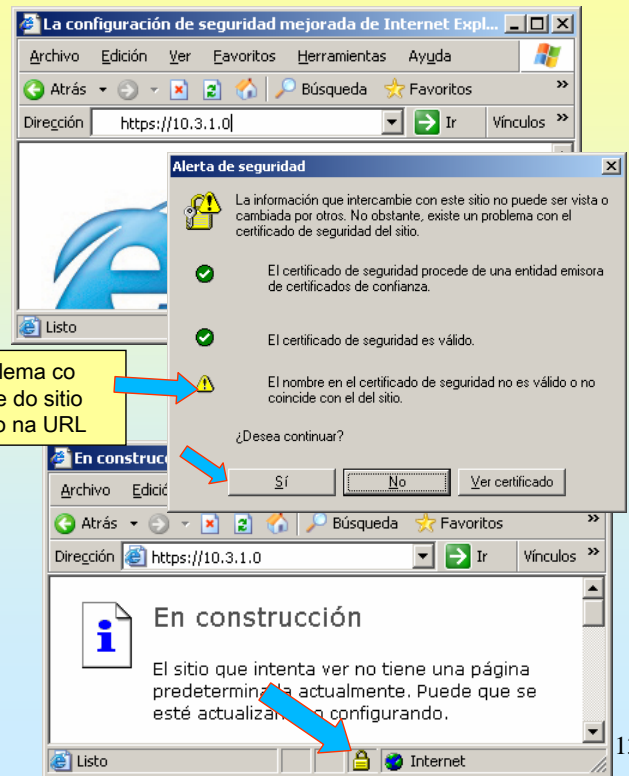 La configuración de seguridad mejorada de Internet Expl...
Archivo Edición Ver Favoritos Herramientas Ayuda
Atrás Búsqueda Favoritos »
Dirección https://10.3.1.0 Ir Vínculos »
Listo
Alerta de seguridad
La información que intercambie con este sitio no puede ser vista o
cambiada por otros. No obstante, existe un problema con el
certificado de seguridad del sitio.
El certificado de seguridad procede de una entidad emisora
de certificados de confianza.
El certificado de seguridad es válido.
El nombre en el certificado de seguridad no es válido o no
coincide con el del sitio.
¿Desea continuar?
Sí No Ver certificado
co
do sitio
na URL
En construc
Archivo Edici
Atrás Búsqueda Favoritos »
Dirección https://10.3.1.0 Ir Vínculos »
En construcción
El sitio que intenta ver no tiene una página
actualmente. Puede que se
esté configurando.
Listo Internet